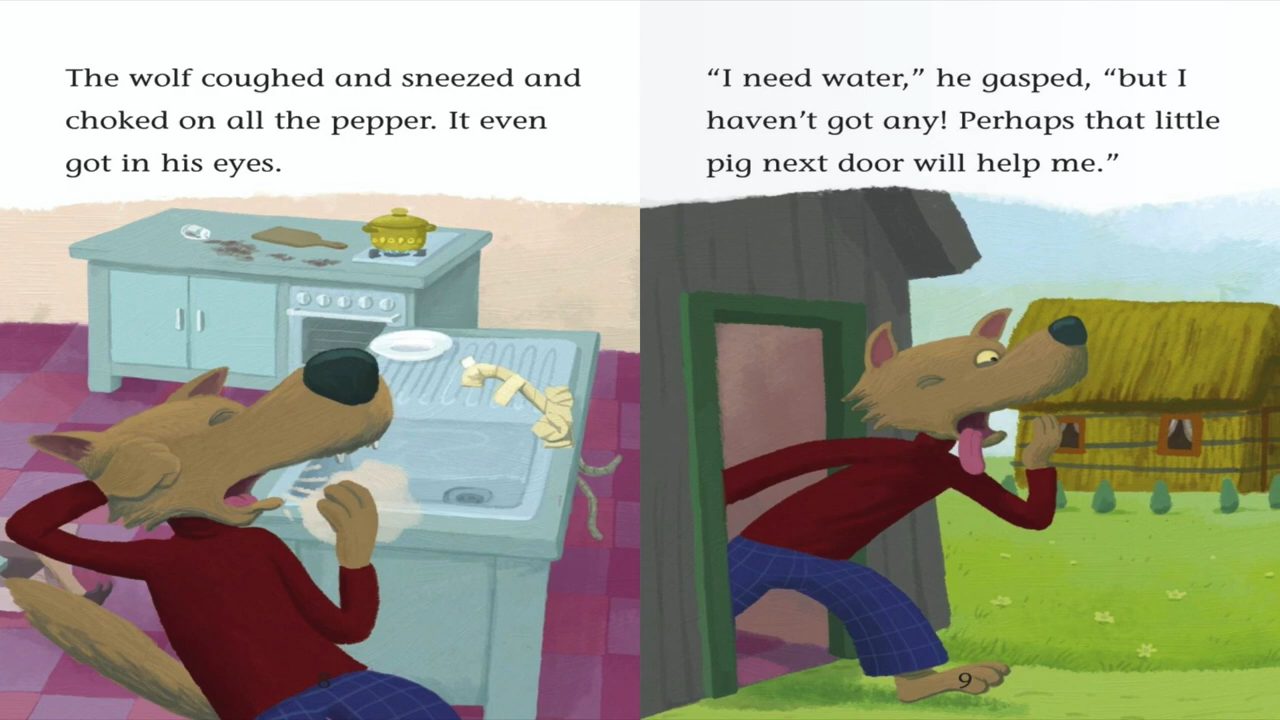 The wolf coughed and sneezed and
choked on all the pepper. It even
got in his eyes.
8
“I need water,” he gasped, “but I
haven’t got any! Perhaps that little
pig next door will help me.”
9